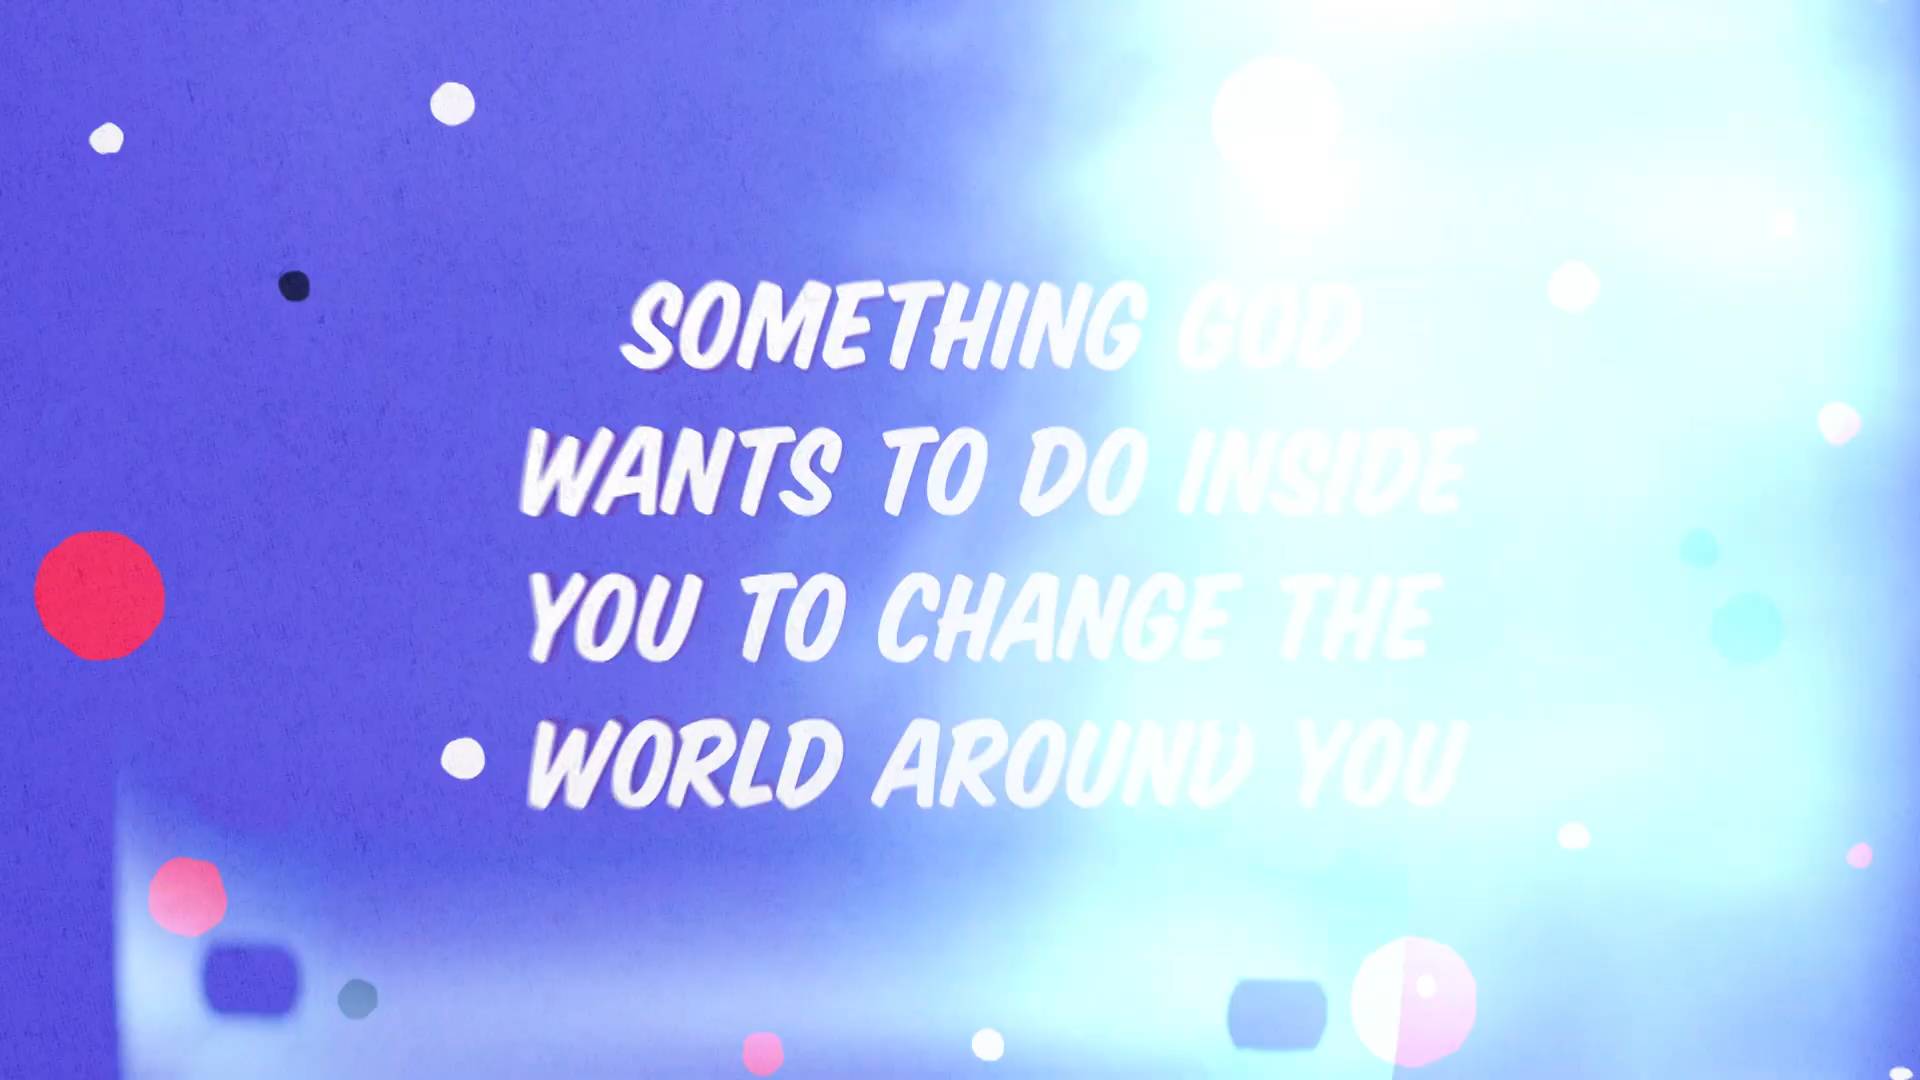 SOMETHING GOD
WANTS TO DO INSIDE
YOU TO CHANGE THE
WORLD AROUND YOU